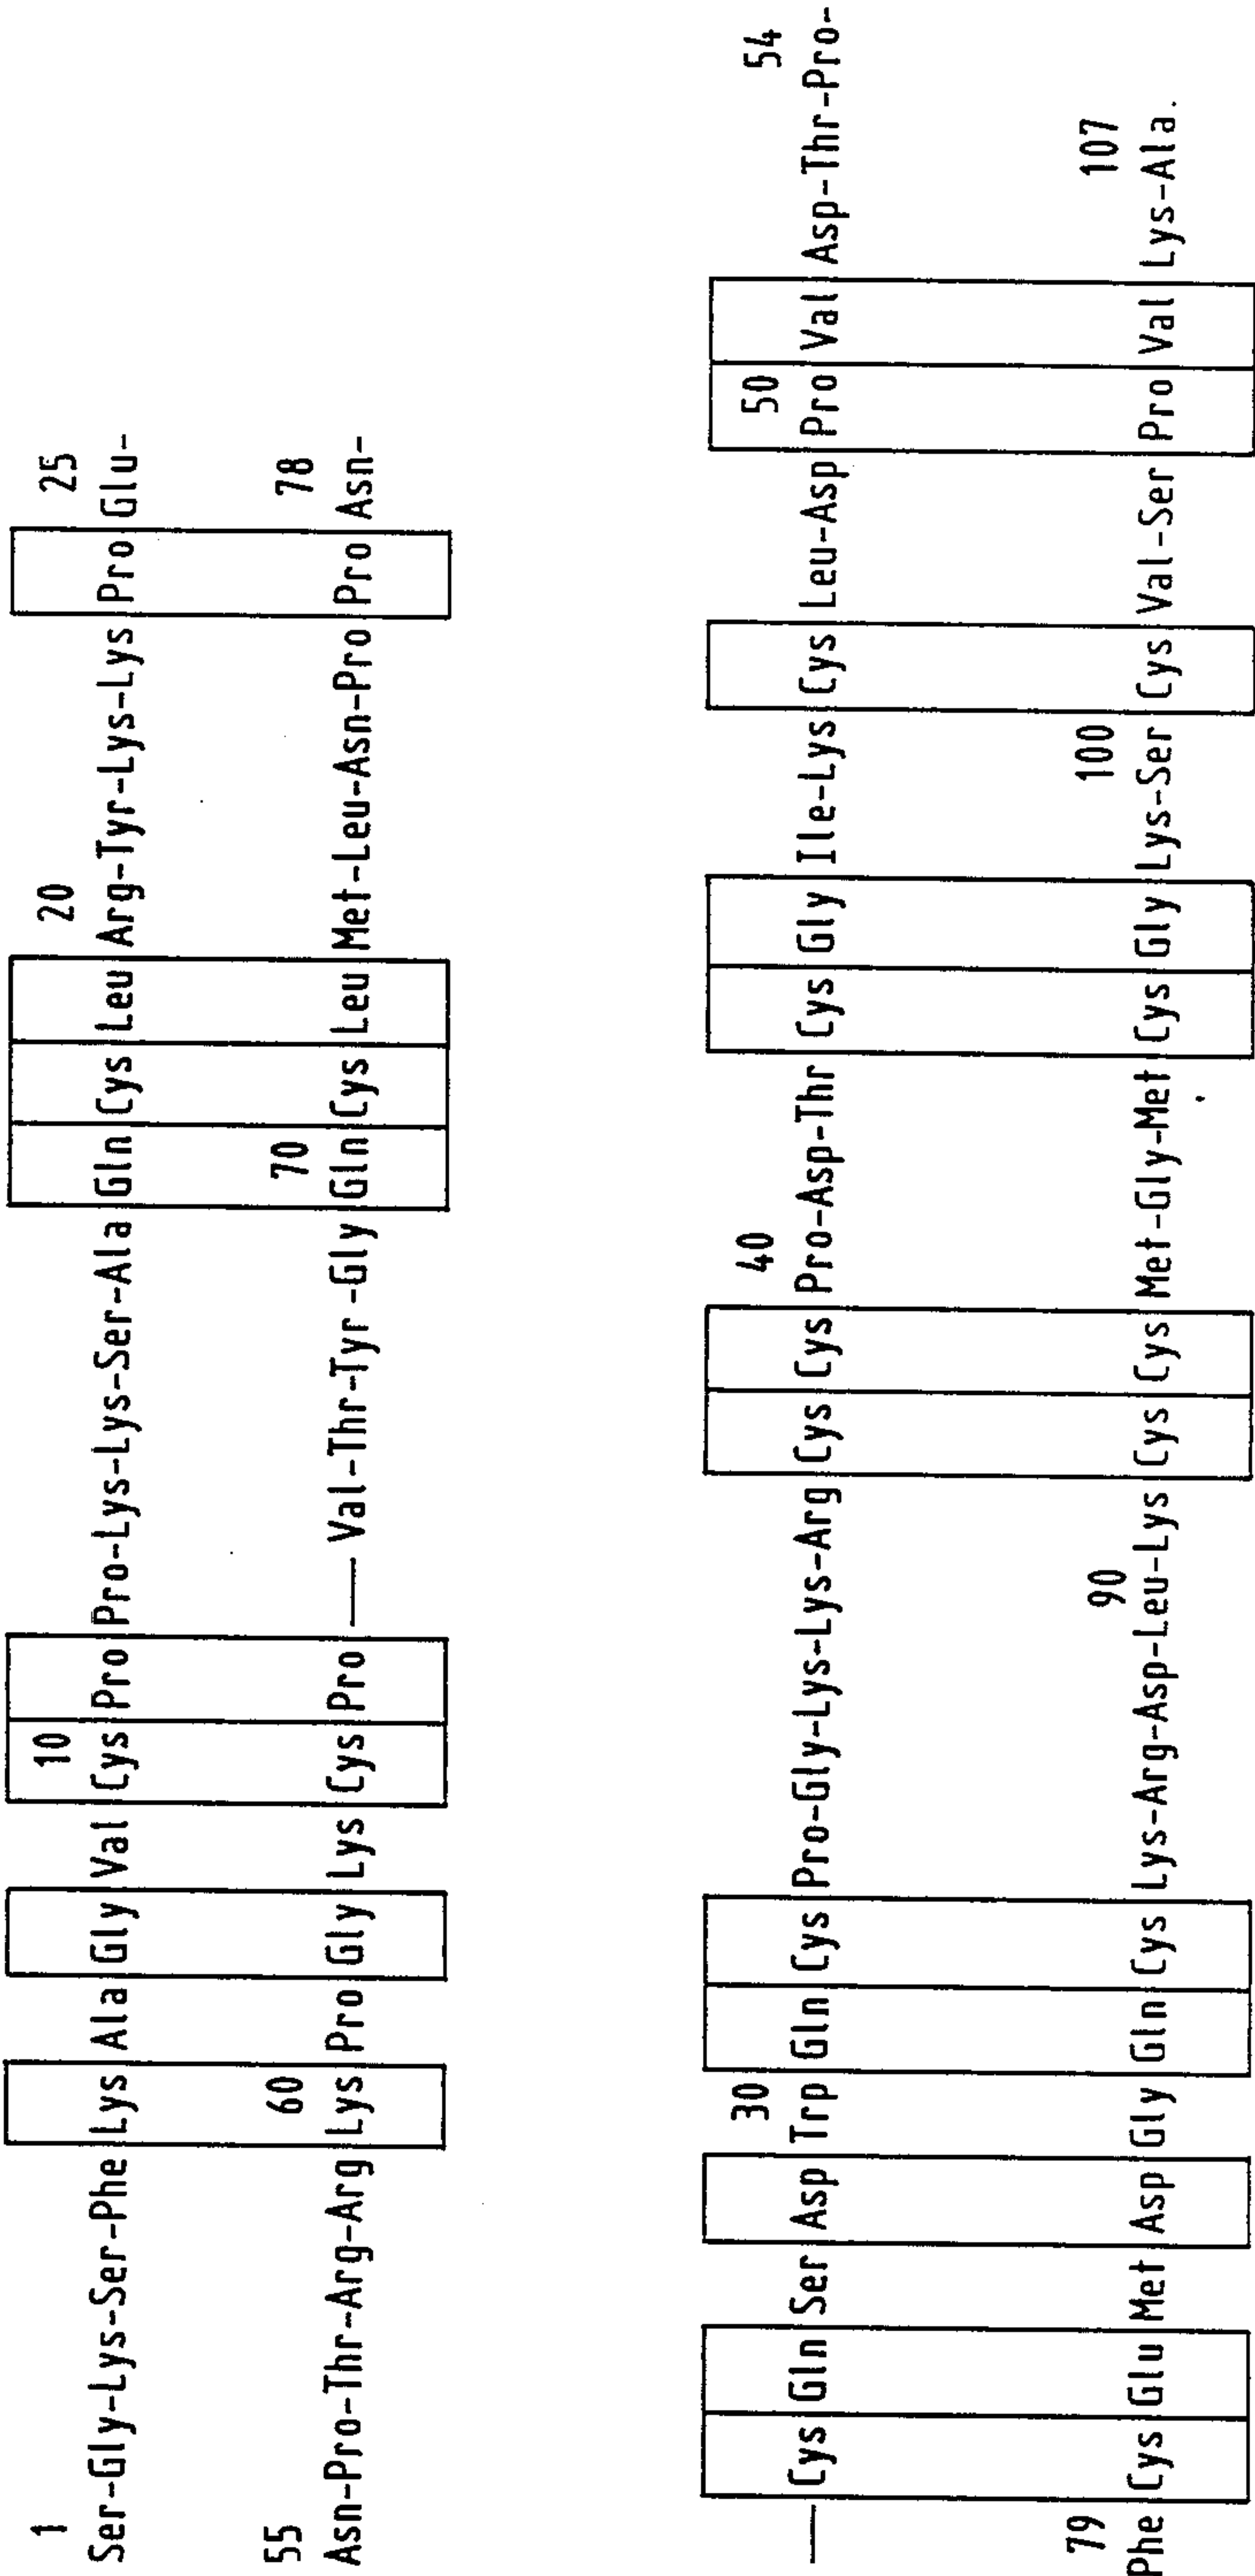 1 10 20 25
Ser-Gly-Lys-Ser-Phe Lys Ala Gly Val Cys Pro Pro-Lys-Lys-Ser-Ala Gln Cys Leu Arg-Tyr-Lys-Lys Pro Glu-
55 60 70 78
Asn-Pro-Thr-Arg-Arg Lys Pro Gly Lys Cys Pro — Val-Thr-Tyr-Gly Gln Cys Leu Met-Leu-Asn-Pro Pro Asn-
30 40 50 54
— Cys Gln Ser Asp Trp Gln Cys Pro-Gly-Lys-Lys-Arg Cys Cys Pro-Asp-Thr Cys Gly Ile-Lys Cys Leu-Asp Pro Val Asp-Thr-Pro-
79 90 100 107
Phe Cys Glu Met Asp Gly Gln Cys Lys-Arg-Asp-Leu-Lys Cys Cys Met-Gly-Met Cys Gly Lys-Ser Cys Val-Ser Pro Val Lys-Ala.